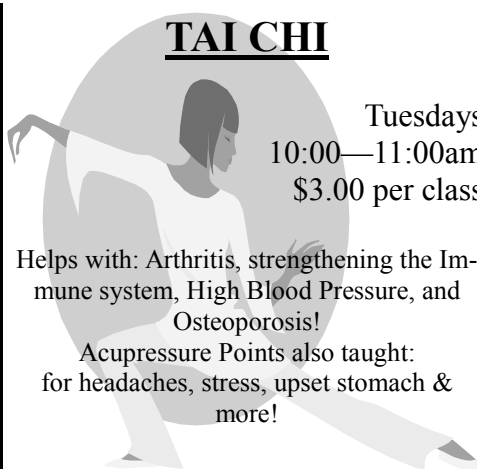 TAI CHI
Tuesdays
10:00—11:00am
$3.00 per class
Helps with: Arthritis, strengthening the Im-
mune system, High Blood Pressure, and
Osteoporosis!
Acupressure Points also taught:
for headaches, stress, upset stomach &
more!